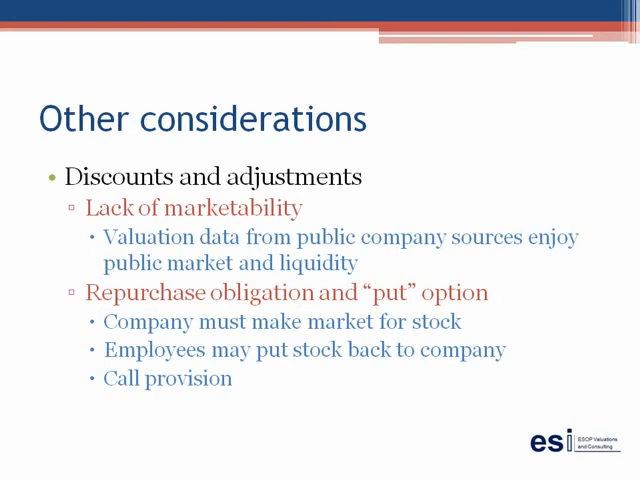 Other considerations
• Discounts and adjustments
▫ Lack of marketability
• Valuation data from public company sources enjoy
public market and liquidity
▫ Repurchase obligation and “put” option
• Company must make market for stock
• Employees may put stock back to company
• Call provision
esi
ESOP Valuations
and Consulting